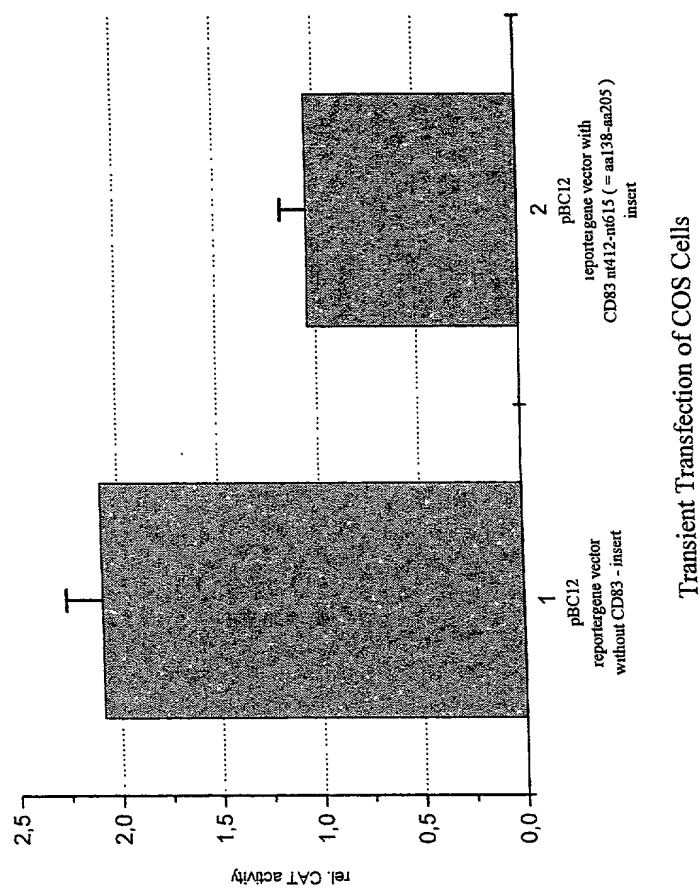 rel. CAT activity
2,5
2,0
1,5
1,0
0,5
0,0
1
pBC12
reportergene vector
without CD83 - insert
2
pBC12
reportergene vector with
CD83 nt412-nt615 ( = aa138-aa205 )
insert
Transient Transfection of COS Cells